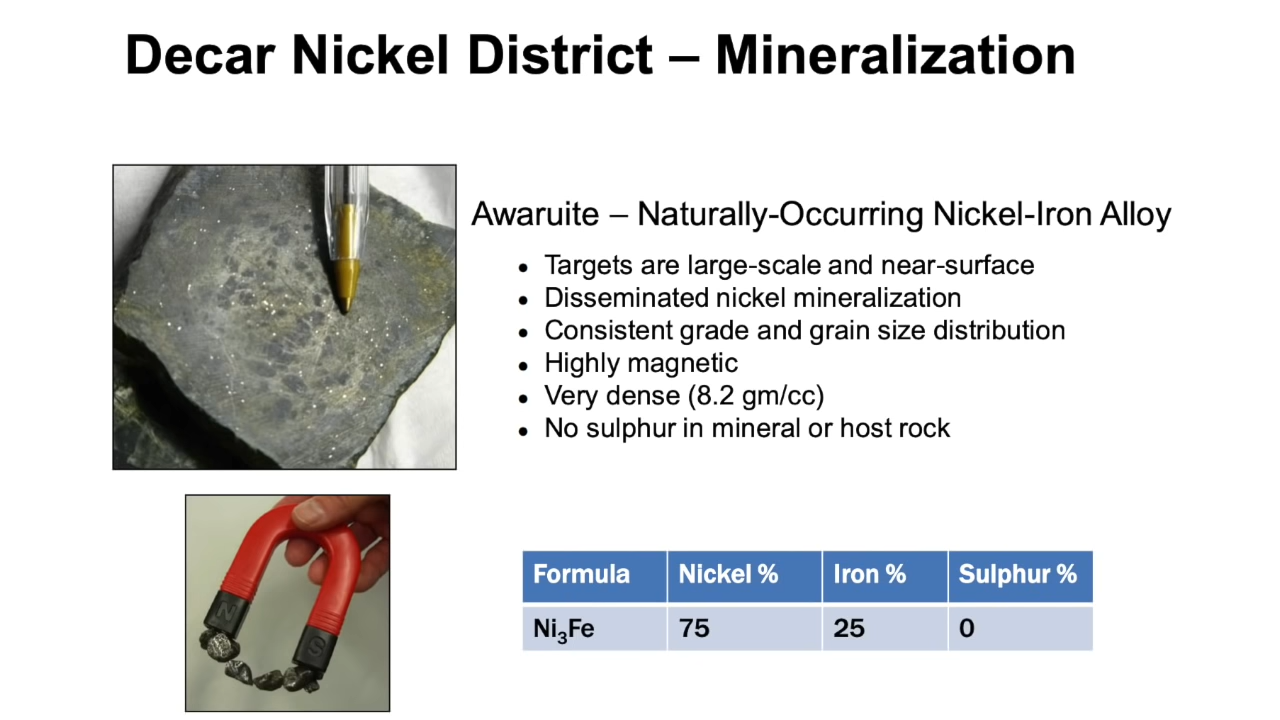 Decar Nickel District – Mineralization
Awaruite – Naturally-Occurring Nickel-Iron Alloy
• Targets are large-scale and near-surface
• Disseminated nickel mineralization
• Consistent grade and grain size distribution
• Highly magnetic
• Very dense (8.2 gm/cc)
• No sulphur in mineral or host rock
N
S
Formula Nickel % Iron % Sulphur %
Ni₃Fe 75 25 0